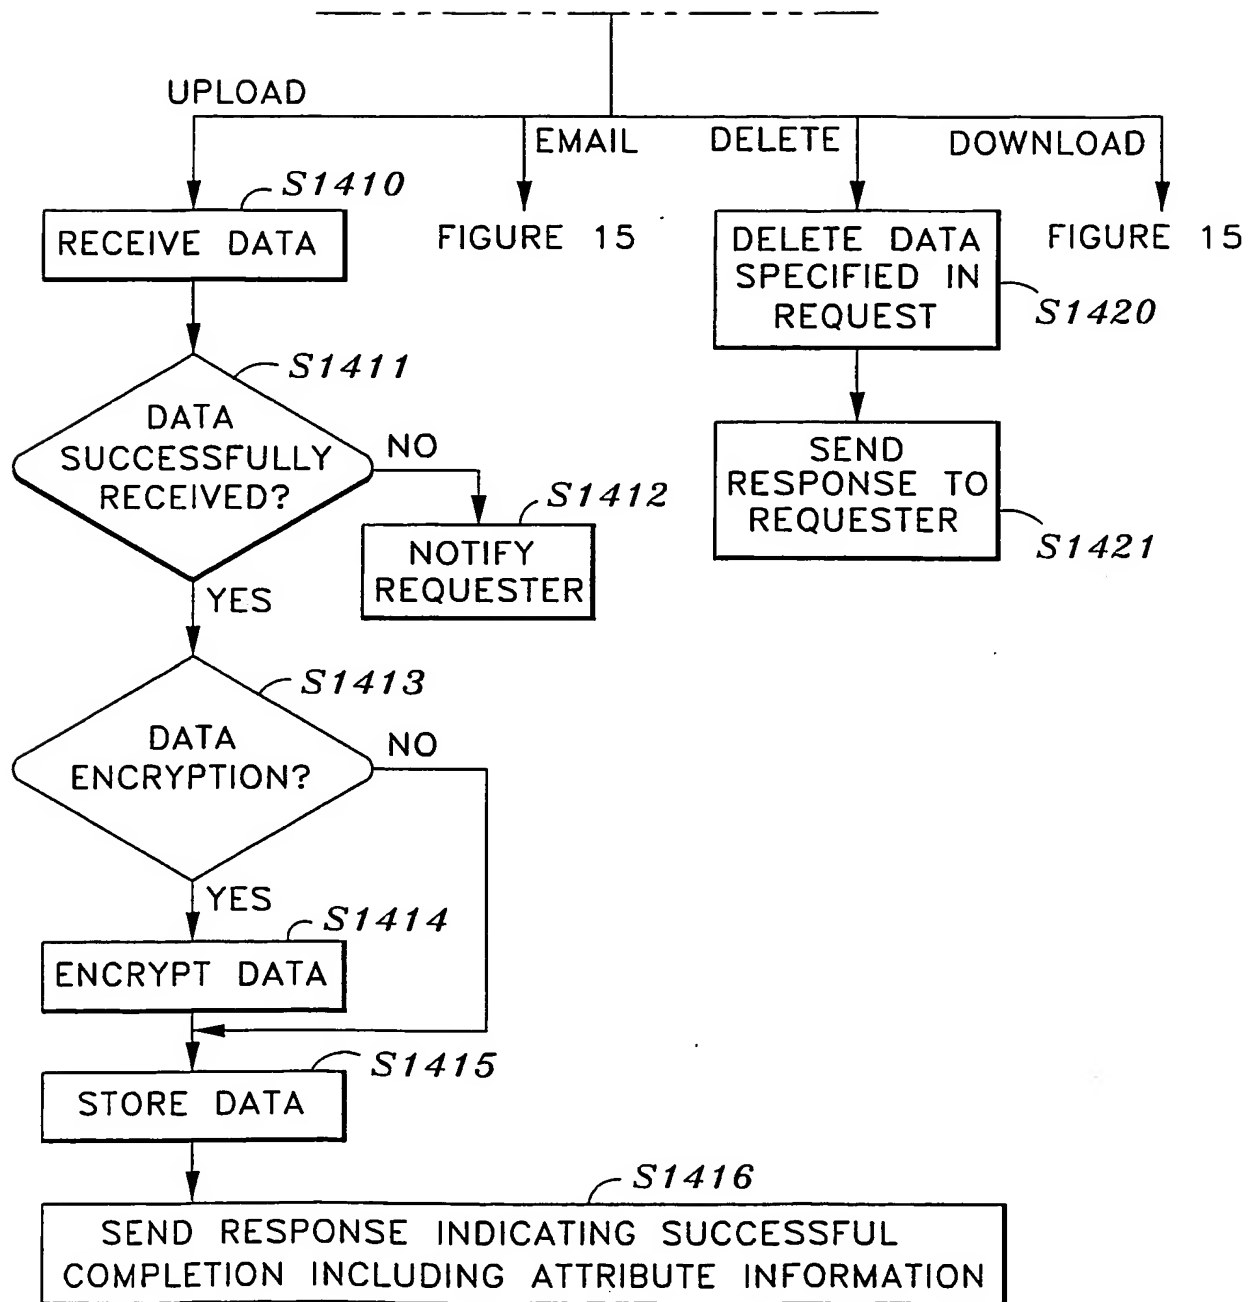 UPLOAD
EMAIL
DELETE
DOWNLOAD
S1410
RECEIVE DATA
FIGURE 15
DELETE DATA
SPECIFIED IN
REQUEST
FIGURE 15
S1420
S1411
DATA
SUCCESSFULLY
RECEIVED?
NO
SEND
RESPONSE TO
REQUESTER
S1421
S1412
NOTIFY
REQUESTER
YES
S1413
DATA
ENCRYPTION?
NO
YES
S1414
ENCRYPT DATA
S1415
STORE DATA
S1416
SEND RESPONSE INDICATING SUCCESSFUL
COMPLETION INCLUDING ATTRIBUTE INFORMATION